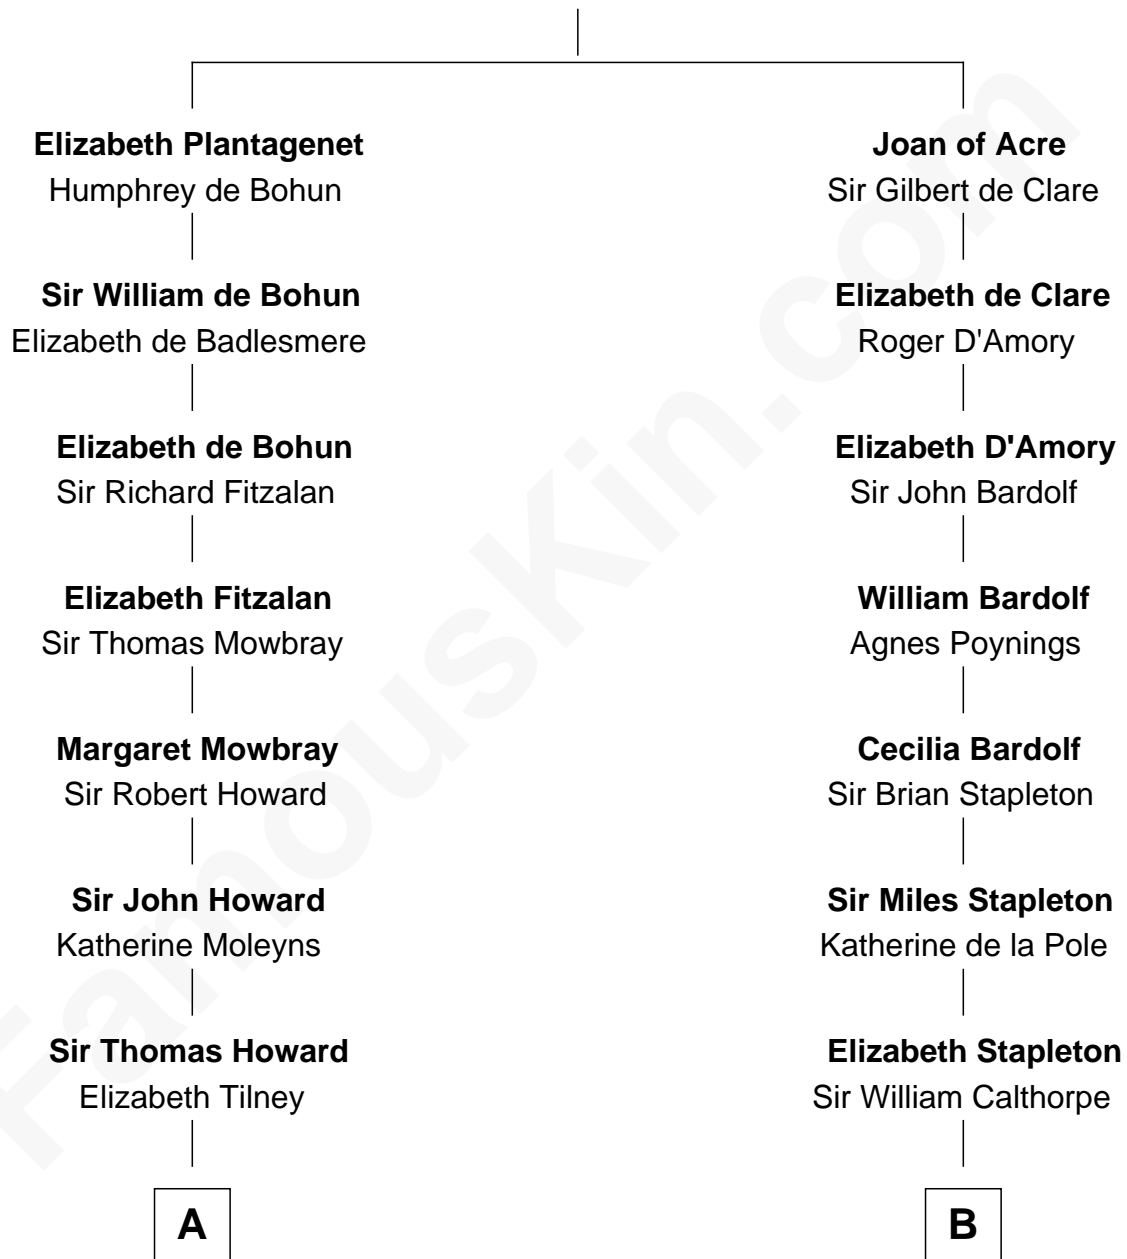 Elizabeth Plantagenet
Humphrey de Bohun
Sir William de Bohun
Elizabeth de Badlesmere
Elizabeth de Bohun
Sir Richard Fitzalan
Elizabeth Fitzalan
Sir Thomas Mowbray
Margaret Mowbray
Sir Robert Howard
Sir John Howard
Katherine Moleyns
Sir Thomas Howard
Elizabeth Tilney
A
Joan of Acre
Sir Gilbert de Clare
Elizabeth de Clare
Roger D'Amory
Elizabeth D'Amory
Sir John Bardolf
William Bardolf
Agnes Poynings
Cecilia Bardolf
Sir Brian Stapleton
Sir Miles Stapleton
Katherine de la Pole
Elizabeth Stapleton
Sir William Calthorpe
B
FamousKin.com